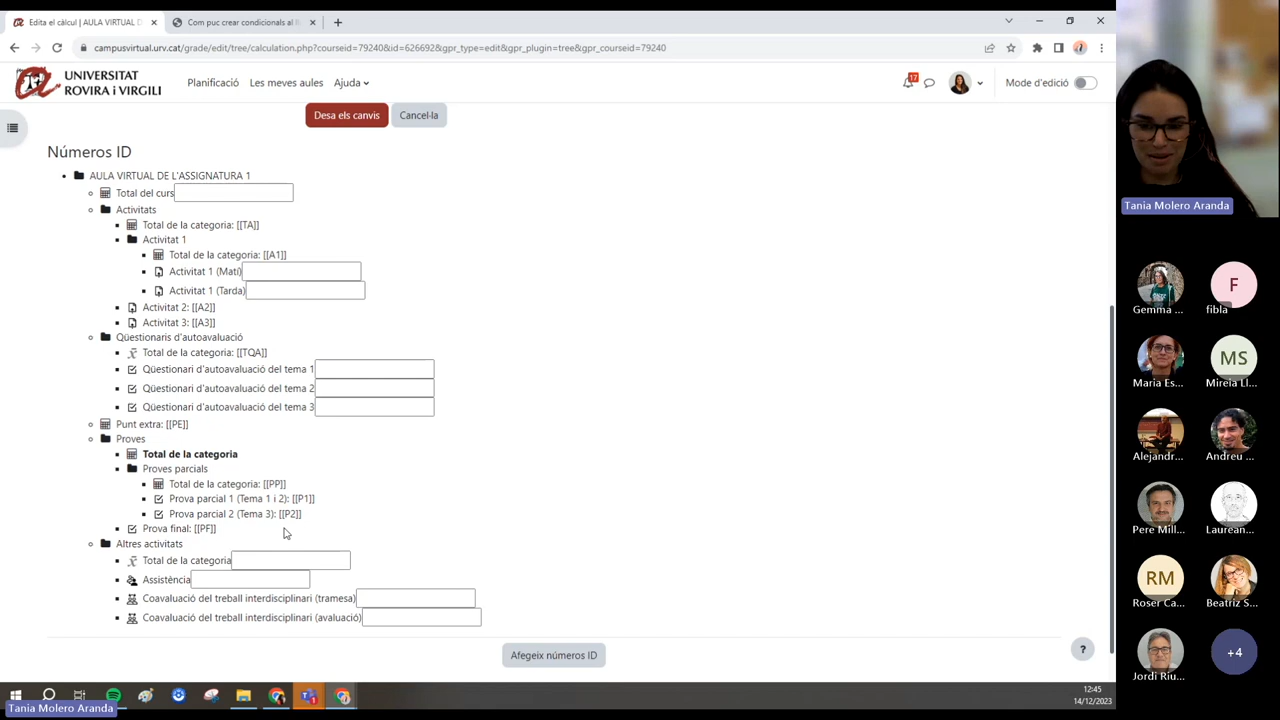 Edita el càlcul | AULA VIRTUAL D
Com puc crear condicionals al ll
campusvirtual.urv.cat/grade/edit/tree/calculation.php?courseid=79240&id=626692&gpr_type=edit&gpr_plugin=tree&gpr_courseid=79240
UNIVERSITAT
ROVIRA i VIRGILI
Planificació
Les meves aules
Ajuda
17
Mode d'edició
Desa els canvis
Cancel·la
Números ID
AULA VIRTUAL DE L'ASSIGNATURA 1
Total del curs
Activitats
Total de la categoria: [[TA]]
Activitat 1
Total de la categoria: [[A1]]
Activitat 1 (Matí)
Activitat 1 (Tarda)
Activitat 2: [[A2]]
Activitat 3: [[A3]]
Qüestionaris d'autoavaluació
Total de la categoria: [[TQA]]
Qüestionari d'autoavaluació del tema 1
Qüestionari d'autoavaluació del tema 2
Qüestionari d'autoavaluació del tema 3
Punt extra: [[PE]]
Proves
Total de la categoria
Proves parcials
Total de la categoria: [[PP]]
Prova parcial 1 (Tema 1 i 2): [[P1]]
Prova parcial 2 (Tema 3): [[P2]]
Prova final: [[PF]]
Altres activitats
Total de la categoria
Assistència
Coavaluació del treball interdisciplinari (tramesa)
Coavaluació del treball interdisciplinari (avaluació)
Afegeix números ID
?
12:45
14/12/2023
Tania Molero Aranda
Tania Molero Aranda
Gemma ...
F
fibla
Maria Es...
MS
Mireia Ll...
Alejandr...
Andreu ...
Pere Mill...
Laurean...
RM
Roser Ca...
Beatriz S...
Jordi Riu...
+4